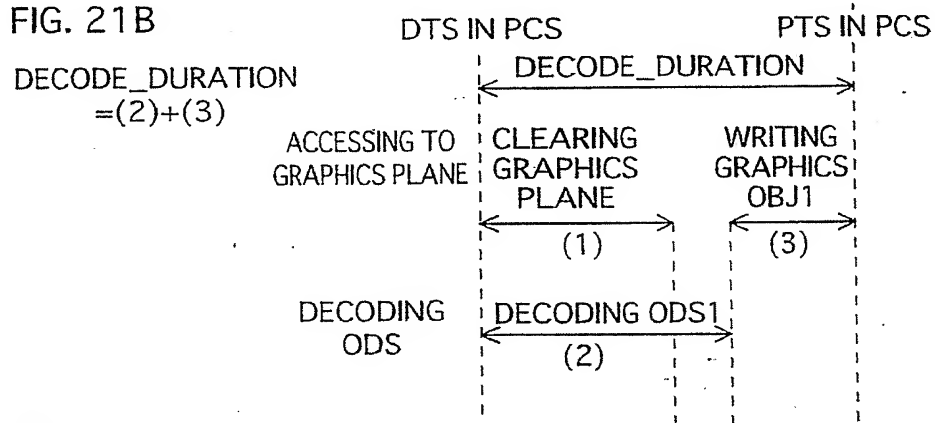 FIG. 21B
DTS IN PCS
PTS IN PCS
DECODE_DURATION
=(2)+(3)
DECODE_DURATION
ACCESSING TO
GRAPHICS PLANE
CLEARING
GRAPHICS
PLANE
(1)
WRITING
GRAPHICS
OBJ1
(3)
DECODING
ODS
DECODING ODS1
(2)